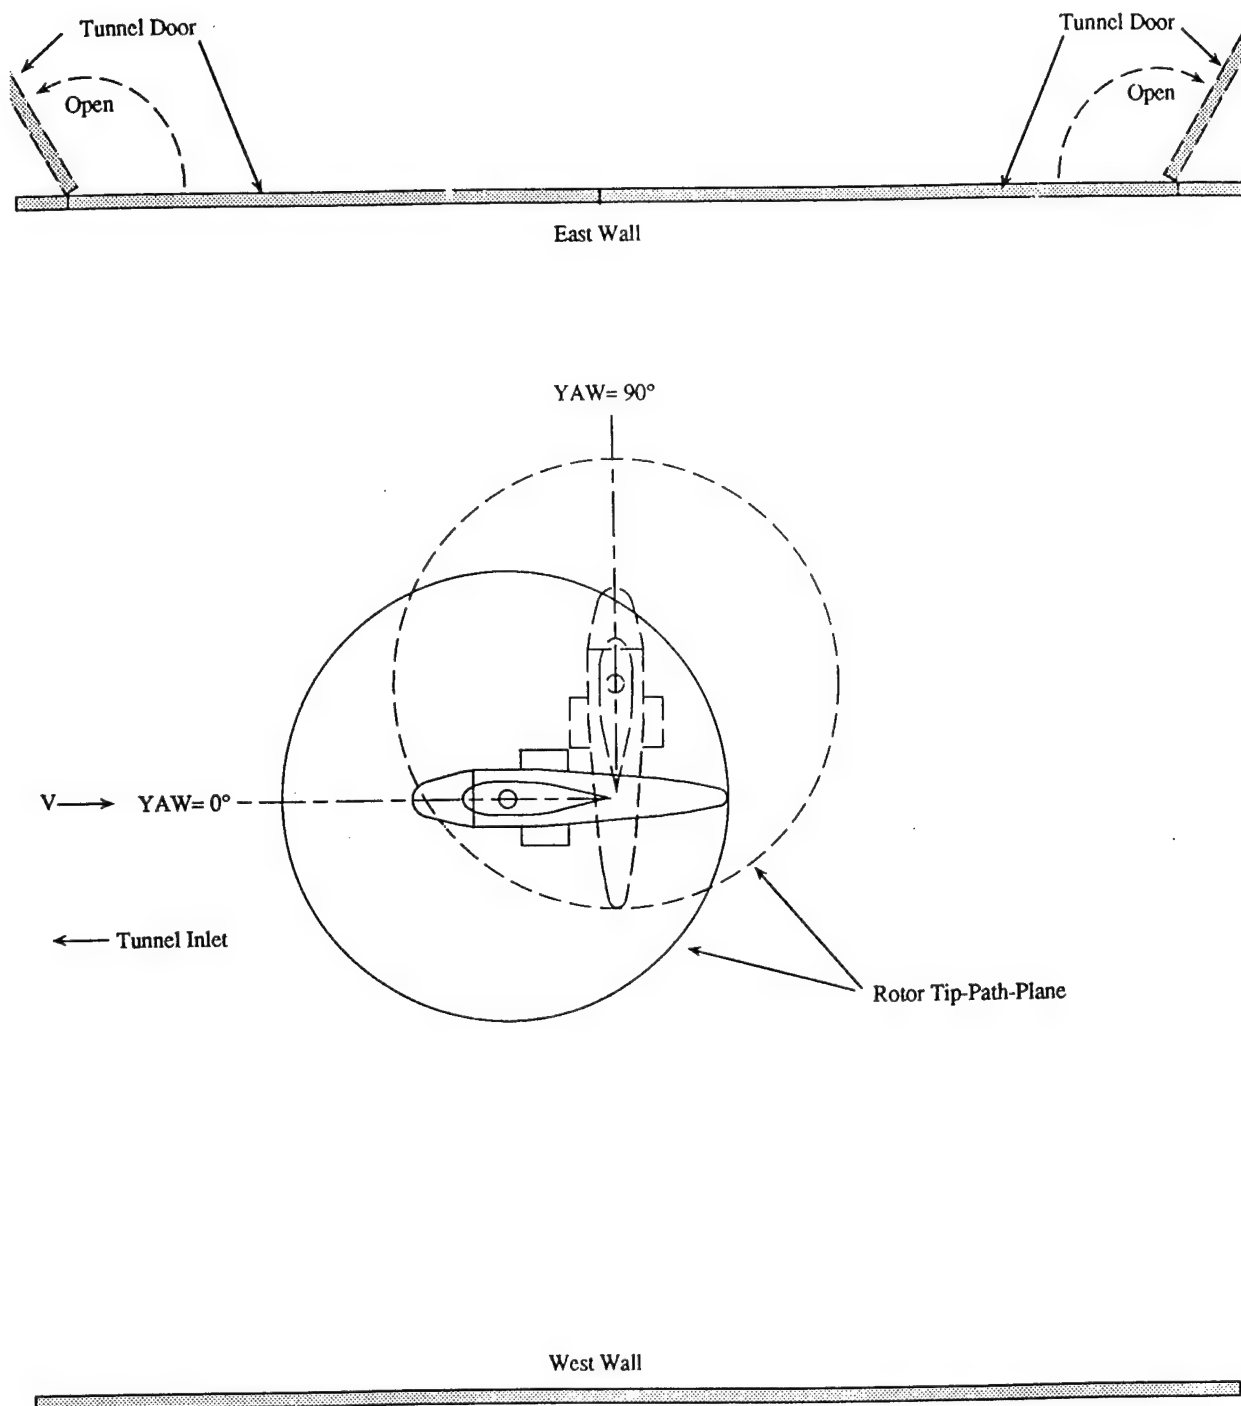 Tunnel Door
Tunnel Door
Open
Open
East Wall
YAW= 90°
V
YAW= 0°
Tunnel Inlet
Rotor Tip-Path-Plane
West Wall